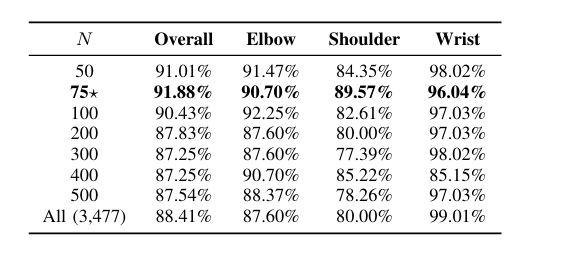 N Overall Elbow Shoulder Wrist
50 91.01% 91.47% 84.35% 98.02%
75⋆ 91.88% 90.70% 89.57% 96.04%
100 90.43% 92.25% 82.61% 97.03%
200 87.83% 87.60% 80.00% 97.03%
300 87.25% 87.60% 77.39% 98.02%
400 87.25% 90.70% 85.22% 85.15%
500 87.54% 88.37% 78.26% 97.03%
All (3,477) 88.41% 87.60% 80.00% 99.01%